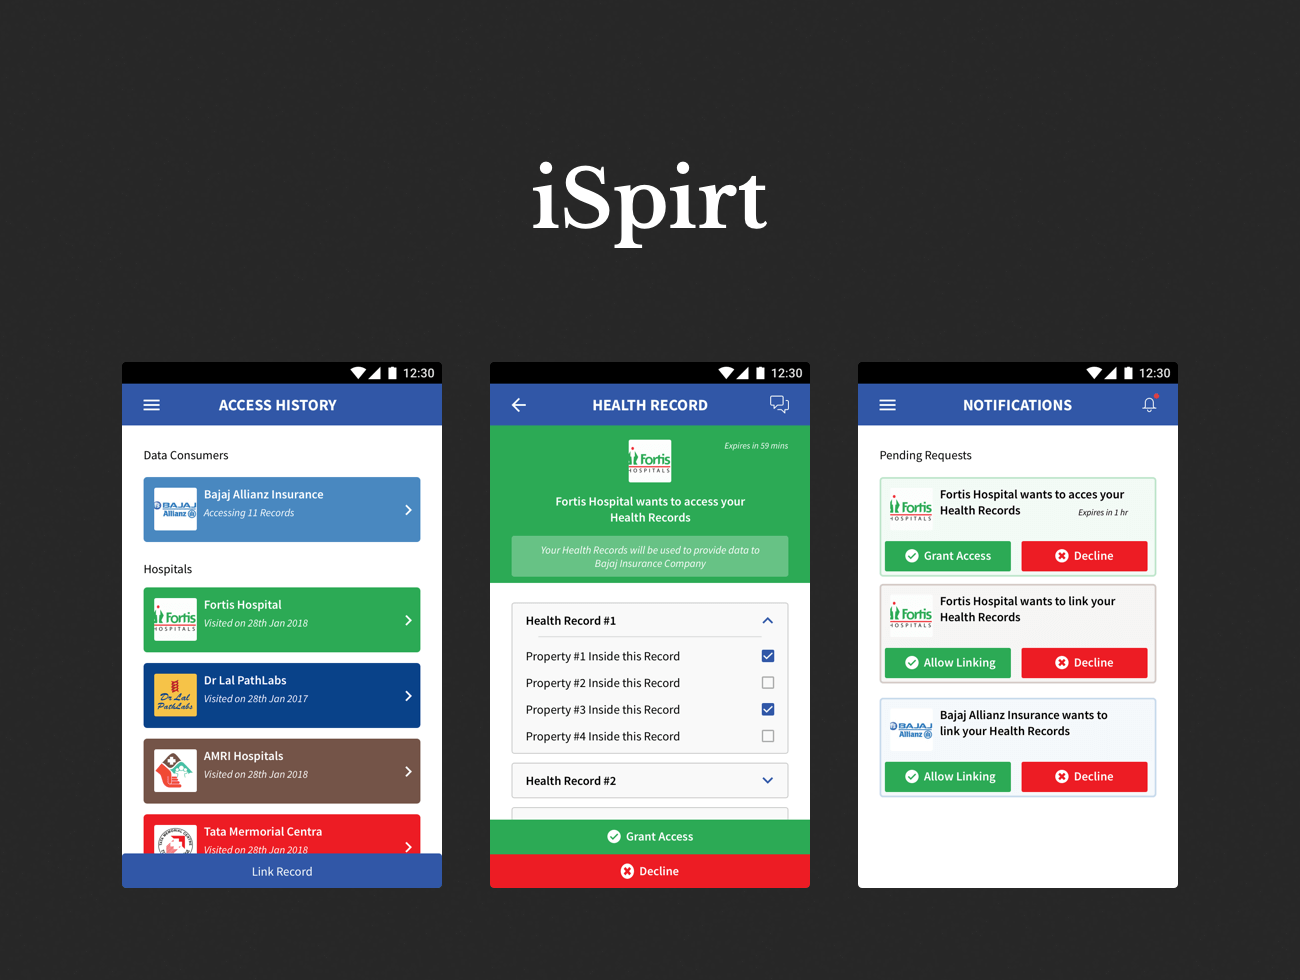 iSpirt
12:30
ACCESS HISTORY
Data Consumers
BAJAJ
Allianz
Bajaj Allianz Insurance
Accessing 11 Records
Hospitals
Fortis
HOSPITALS
Fortis Hospital
Visited on 28th Jan 2018
Dr Lal
PathLabs
Dr Lal PathLabs
Visited on 28th Jan 2017
AMRI Hospitals
Visited on 28th Jan 2018
Tata Mermorial Centra
Visited on 28th Jan 2018
Link Record
12:30
HEALTH RECORD
Expires in 59 mins
Fortis
HOSPITALS
Fortis Hospital wants to access your
Health Records
Your Health Records will be used to provide data to
Bajaj Insurance Company
Health Record #1
Property #1 Inside this Record
Property #2 Inside this Record
Property #3 Inside this Record
Property #4 Inside this Record
Health Record #2
Grant Access
Decline
12:30
NOTIFICATIONS
Pending Requests
Fortis
HOSPITALS
Fortis Hospital wants to acces your
Health Records
Expires in 1 hr
Grant Access
Decline
Fortis
HOSPITALS
Fortis Hospital wants to link your
Health Records
Allow Linking
Decline
BAJAJ
Allianz
Bajaj Allianz Insurance wants to
link your Health Records
Allow Linking
Decline